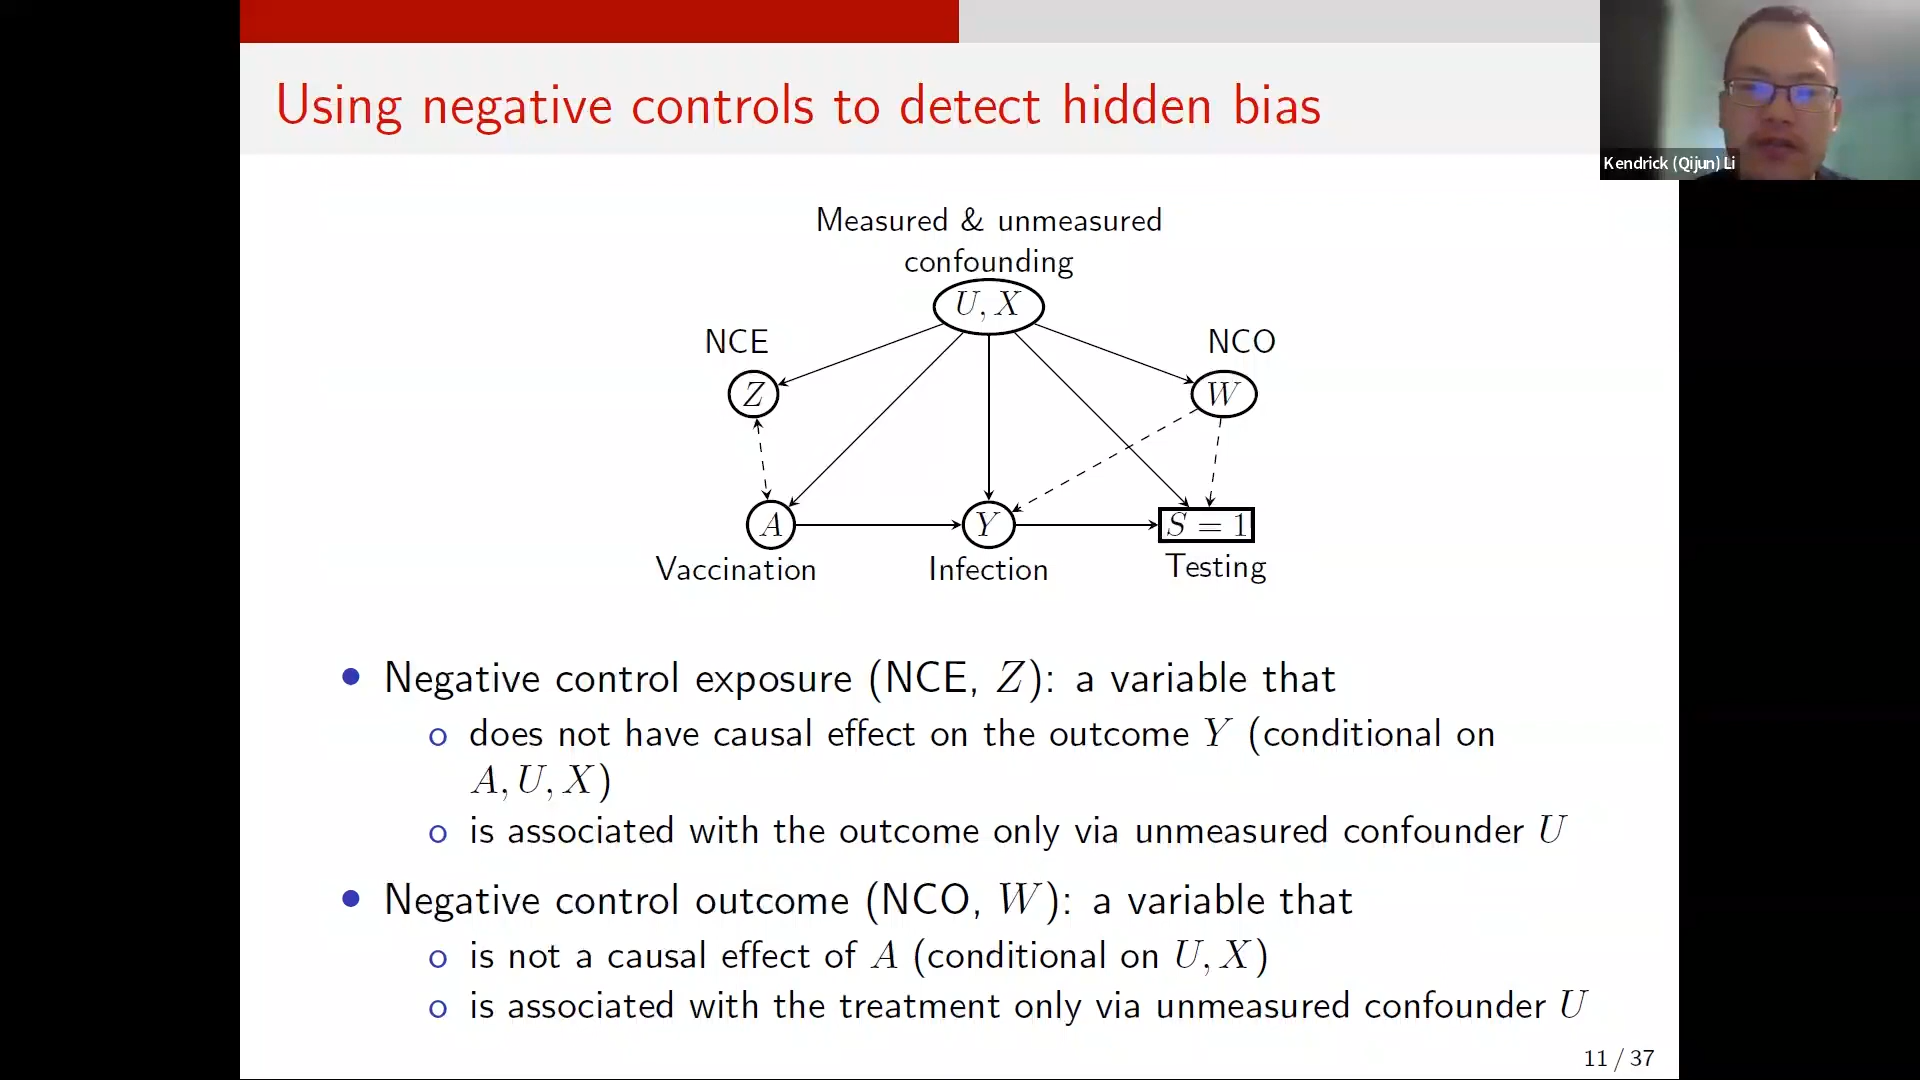 Using negative controls to detect hidden bias
Kendrick (Qijun) Li
Measured & unmeasured
confounding
U, X
NCE
NCO
Z
W
A
Y
S = 1
Vaccination
Infection
Testing
• Negative control exposure (NCE, Z): a variable that
o does not have causal effect on the outcome Y (conditional on
A, U, X)
o is associated with the outcome only via unmeasured confounder U
• Negative control outcome (NCO, W): a variable that
o is not a causal effect of A (conditional on U, X)
o is associated with the treatment only via unmeasured confounder U
11 / 37